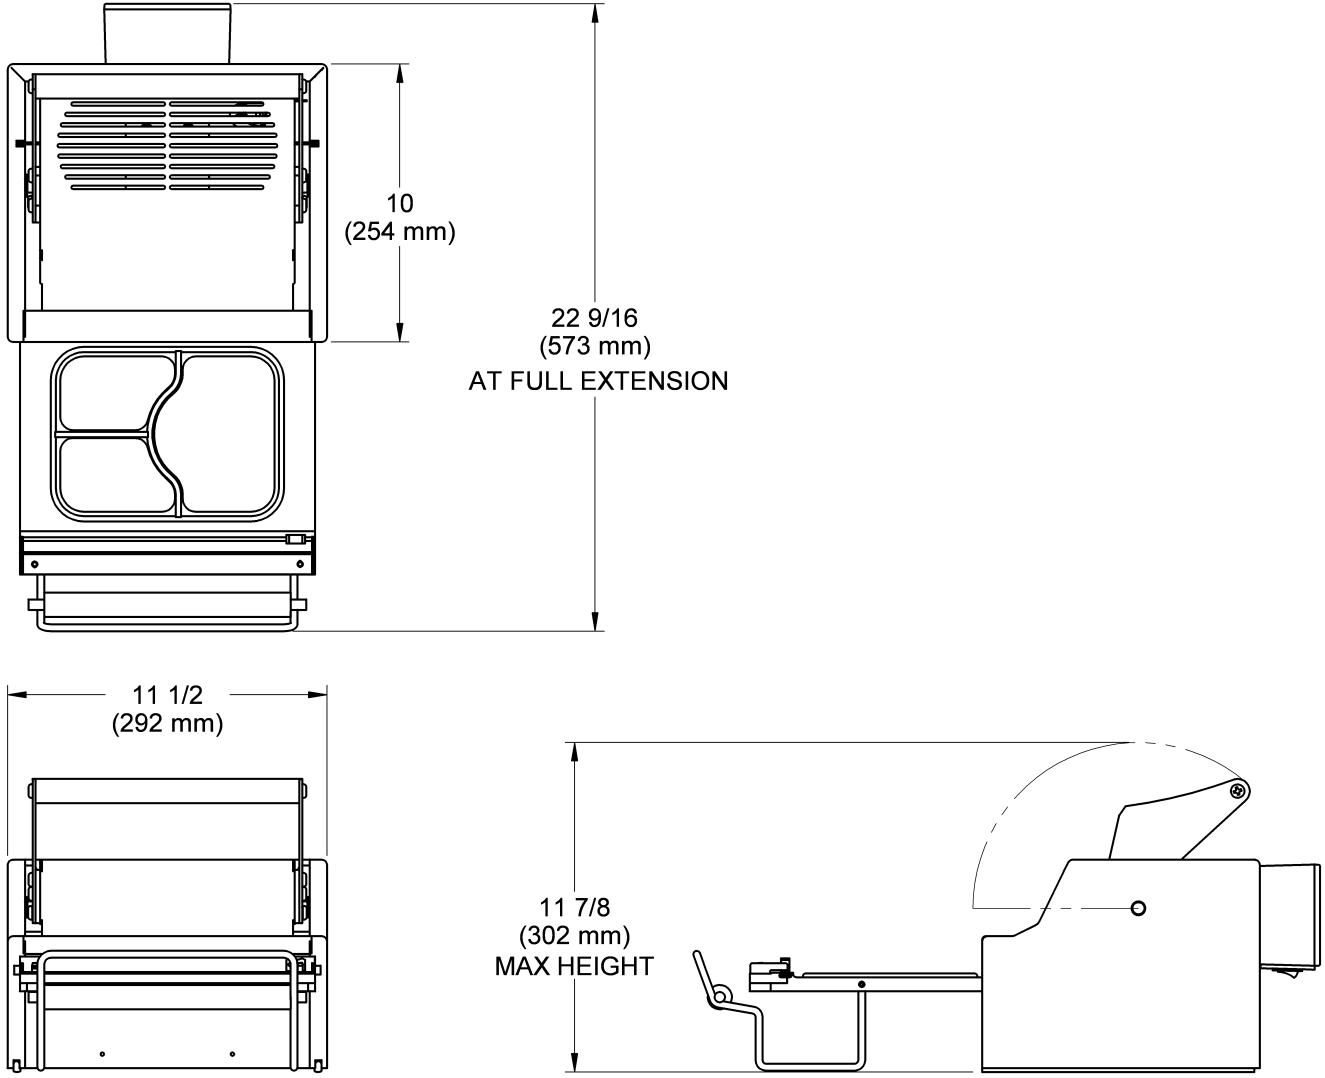 10
(254 mm)
22 9/16
(573 mm)
AT FULL EXTENSION
11 1/2
(292 mm)
11 7/8
(302 mm)
MAX HEIGHT